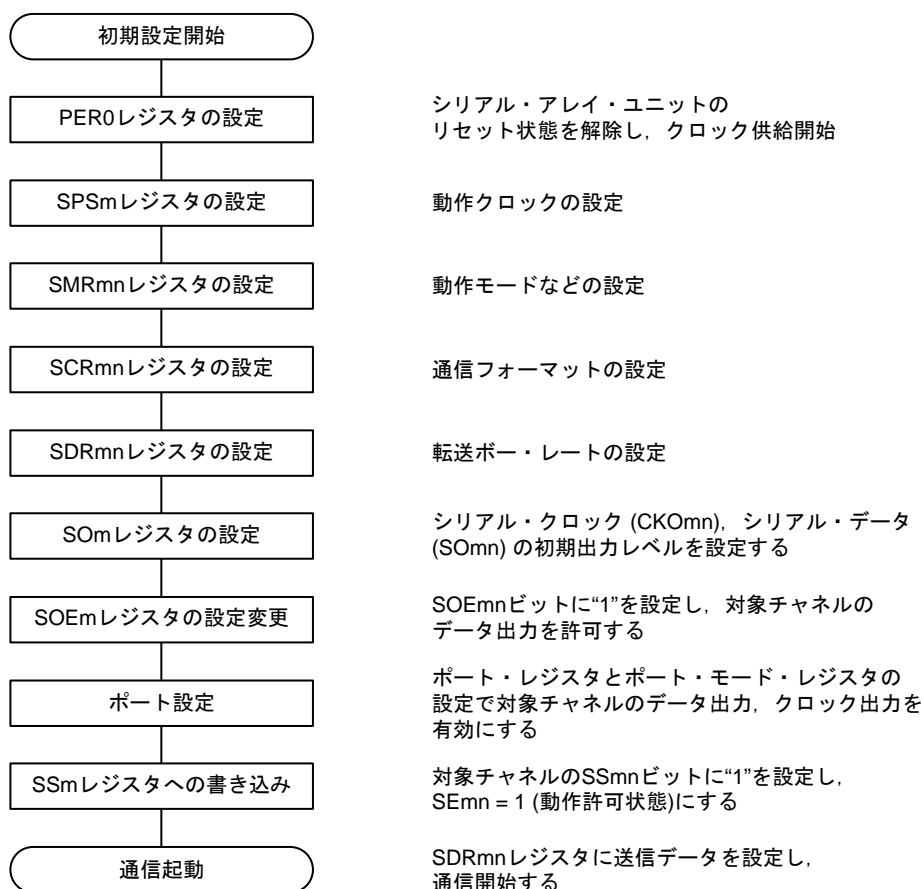 初期設定開始
PER0レジスタの設定
シリアル・アレイ・ユニットの
リセット状態を解除し，クロック供給開始
SPSmレジスタの設定
動作クロックの設定
SMRmnレジスタの設定
動作モードなどの設定
SCRmnレジスタの設定
通信フォーマットの設定
SDRmnレジスタの設定
転送ボー・レートの設定
SOmレジスタの設定
シリアル・クロック (CKOmn)，シリアル・データ
(SOmn) の初期出力レベルを設定する
SOEmレジスタの設定変更
SOEmnビットに“1”を設定し，対象チャネルの
データ出力を許可する
ポート設定
ポート・レジスタとポート・モード・レジスタの
設定で対象チャネルのデータ出力，クロック出力を
有効にする
SSmレジスタへの書き込み
対象チャネルのSSmnビットに“1”を設定し，
SEmn = 1 (動作許可状態)にする
通信起動
SDRmnレジスタに送信データを設定し，
通信開始する